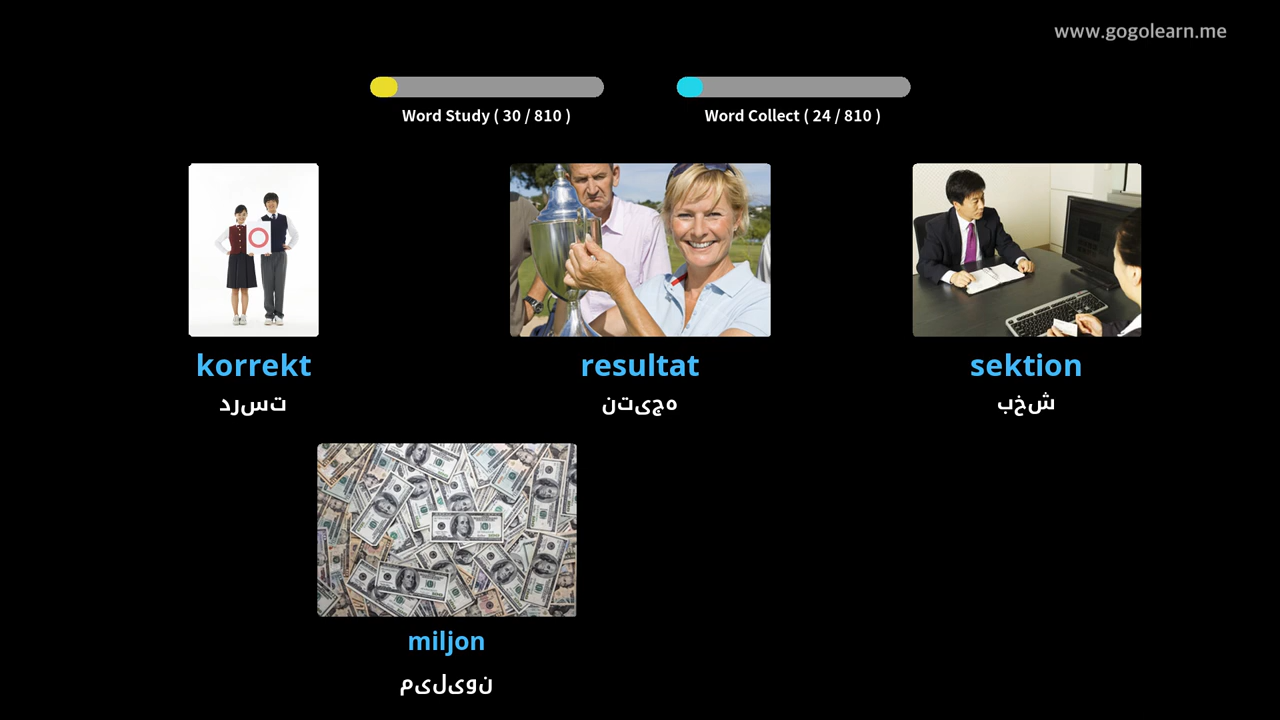 www.gogolearn.me
Word Study ( 30 / 810 )
Word Collect ( 24 / 810 )
korrekt
resultat
sektion
درست
نتیجه
بخش
miljon
میلیون